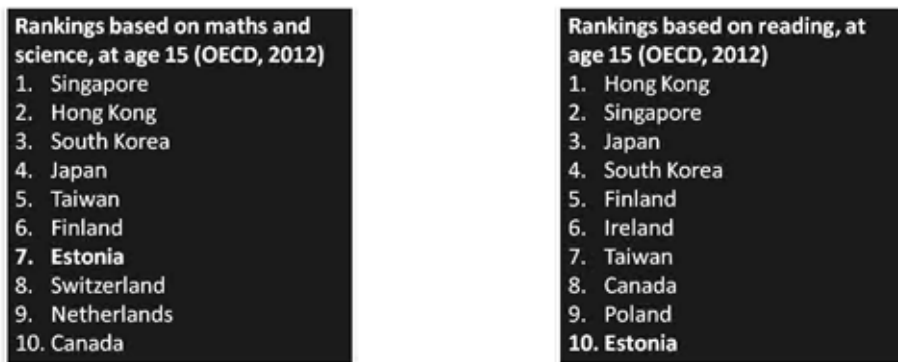 Rankings based on maths and
science, at age 15 (OECD, 2012)
1. Singapore
2. Hong Kong
3. South Korea
4. Japan
5. Taiwan
6. Finland
7. Estonia
8. Switzerland
9. Netherlands
10. Canada
Rankings based on reading, at
age 15 (OECD, 2012)
1. Hong Kong
2. Singapore
3. Japan
4. South Korea
5. Finland
6. Ireland
7. Taiwan
8. Canada
9. Poland
10. Estonia